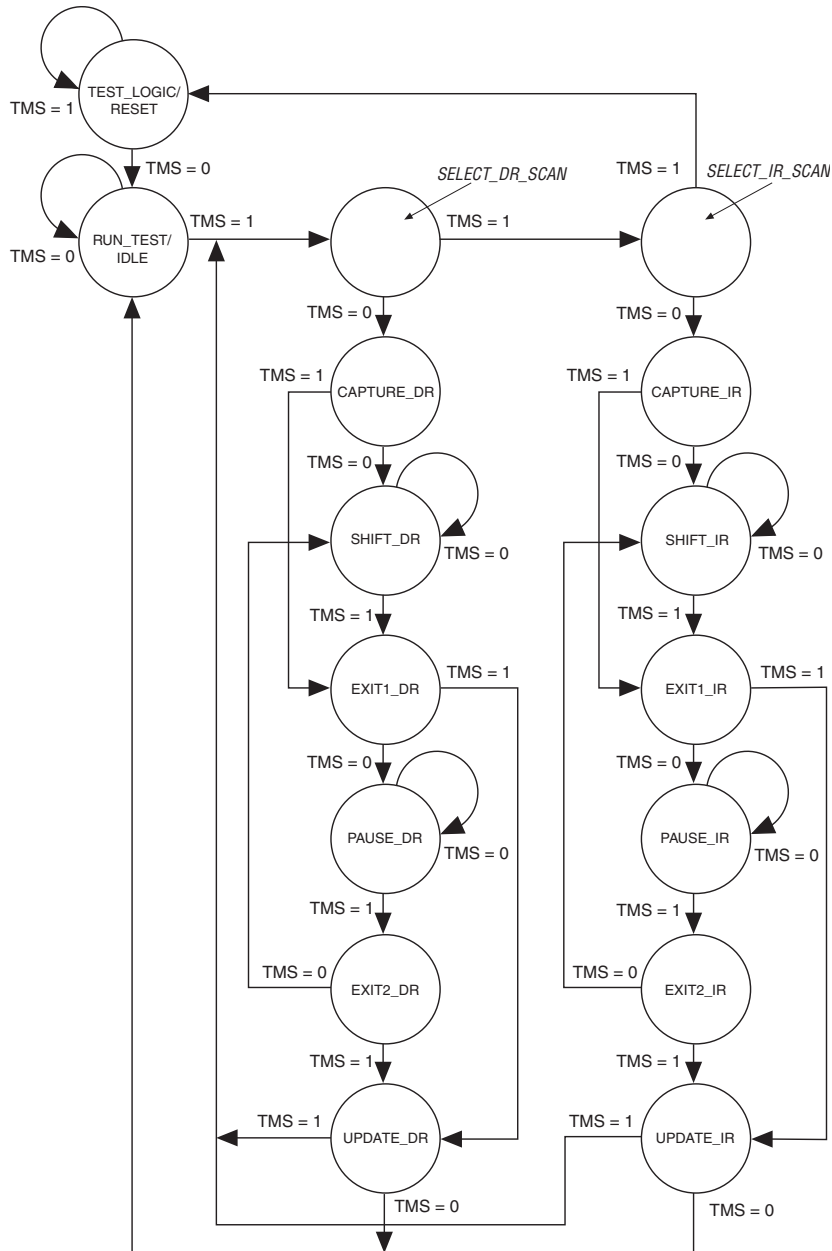 TEST_LOGIC/
RESET
TMS = 1
TMS = 0
SELECT_DR_SCAN
TMS = 1
SELECT_IR_SCAN
RUN_TEST/
IDLE
TMS = 0
TMS = 1
TMS = 1
TMS = 0
TMS = 0
TMS = 1
CAPTURE_DR
TMS = 1
CAPTURE_IR
TMS = 0
TMS = 0
SHIFT_DR
TMS = 0
SHIFT_IR
TMS = 0
TMS = 1
TMS = 1
EXIT1_DR
TMS = 1
EXIT1_IR
TMS = 1
TMS = 0
TMS = 0
PAUSE_DR
TMS = 0
PAUSE_IR
TMS = 0
TMS = 1
TMS = 1
TMS = 0
EXIT2_DR
TMS = 0
EXIT2_IR
TMS = 1
TMS = 1
TMS = 1
UPDATE_DR
TMS = 1
UPDATE_IR
TMS = 0
TMS = 0